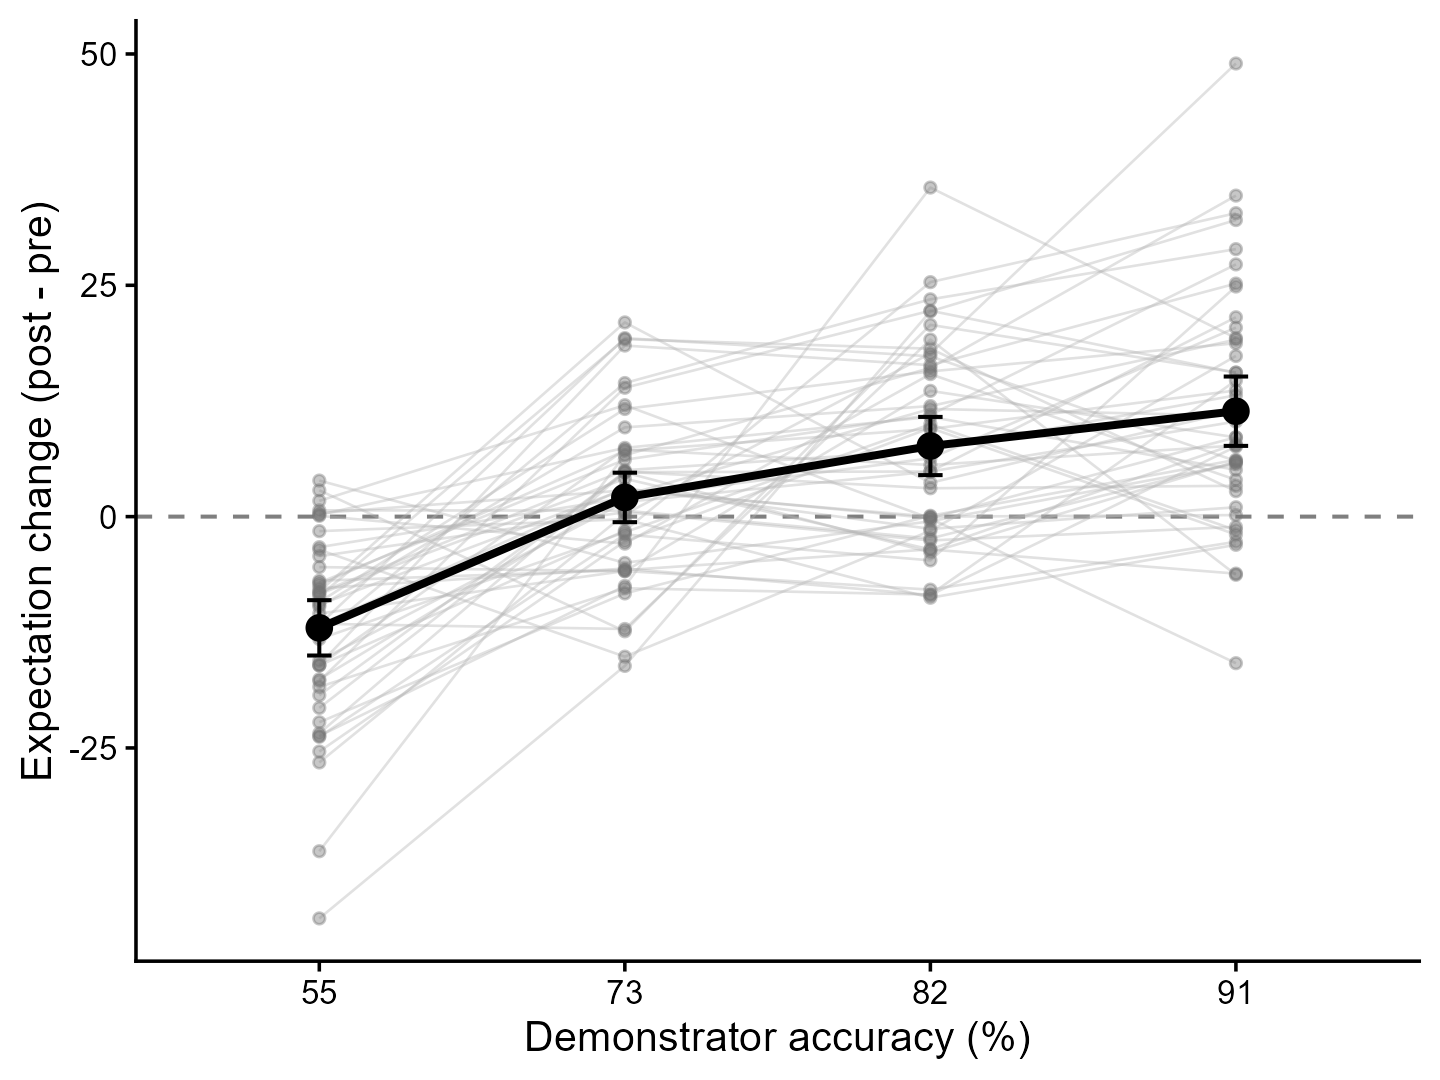 Expectation change (post - pre)
50
25
0
-25
55 73 82 91
Demonstrator accuracy (%)